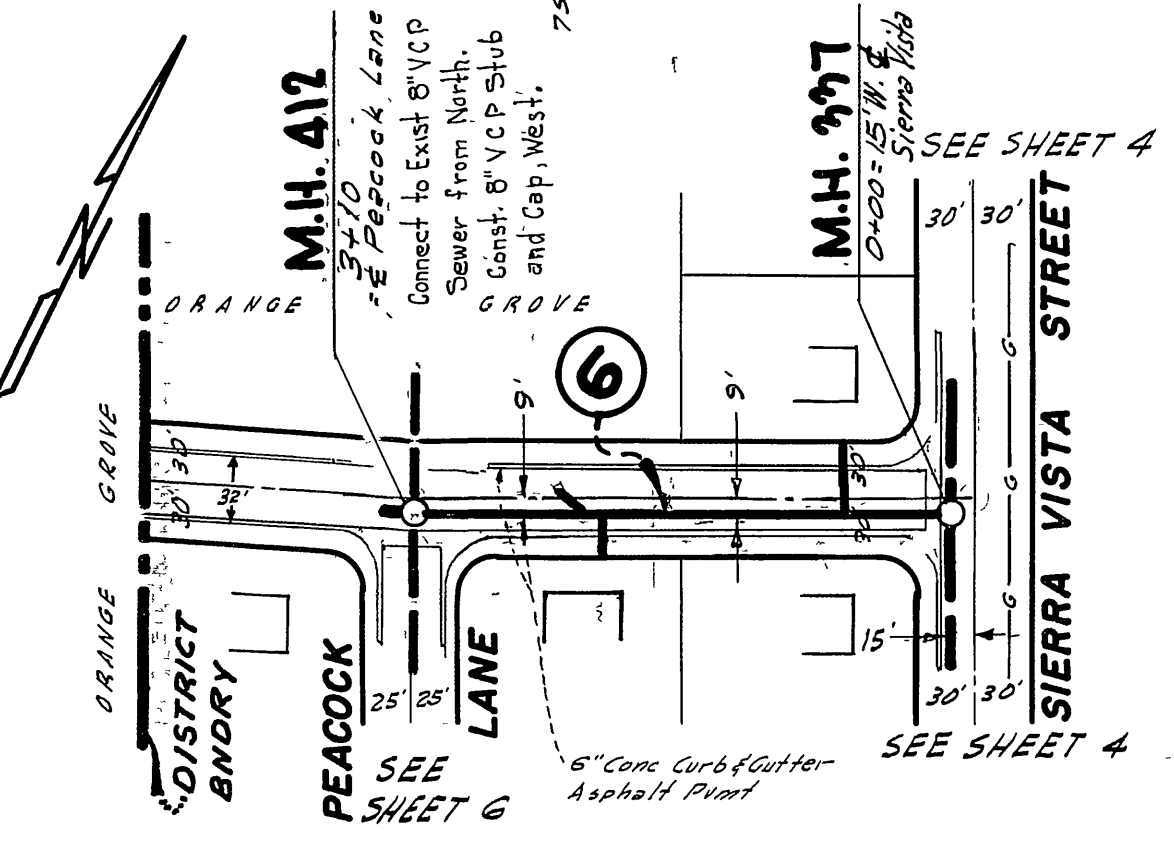 M.H. 412
3+10
=℄ Peacock Lane
Connect to Exist 8" VCP
Sewer from North.
Const. 8" VCP Stub
and Cap, West.
75
M.H. 337
0+00=15' W. ℄
Sierra Vista
SEE SHEET 4
ORANGE
GROVE
30' 30'
GROVE
ORANGE
30'
30'
32'
9'
6
9'
30'
30'
G
G
G
15'
30' 30'
25' 25'
DISTRICT
BNDRY
PEACOCK
LANE
SIERRA VISTA STREET
SEE
SHEET 6
6" Conc Curb & Gutter
Asphalt Pvmt
SEE SHEET 4